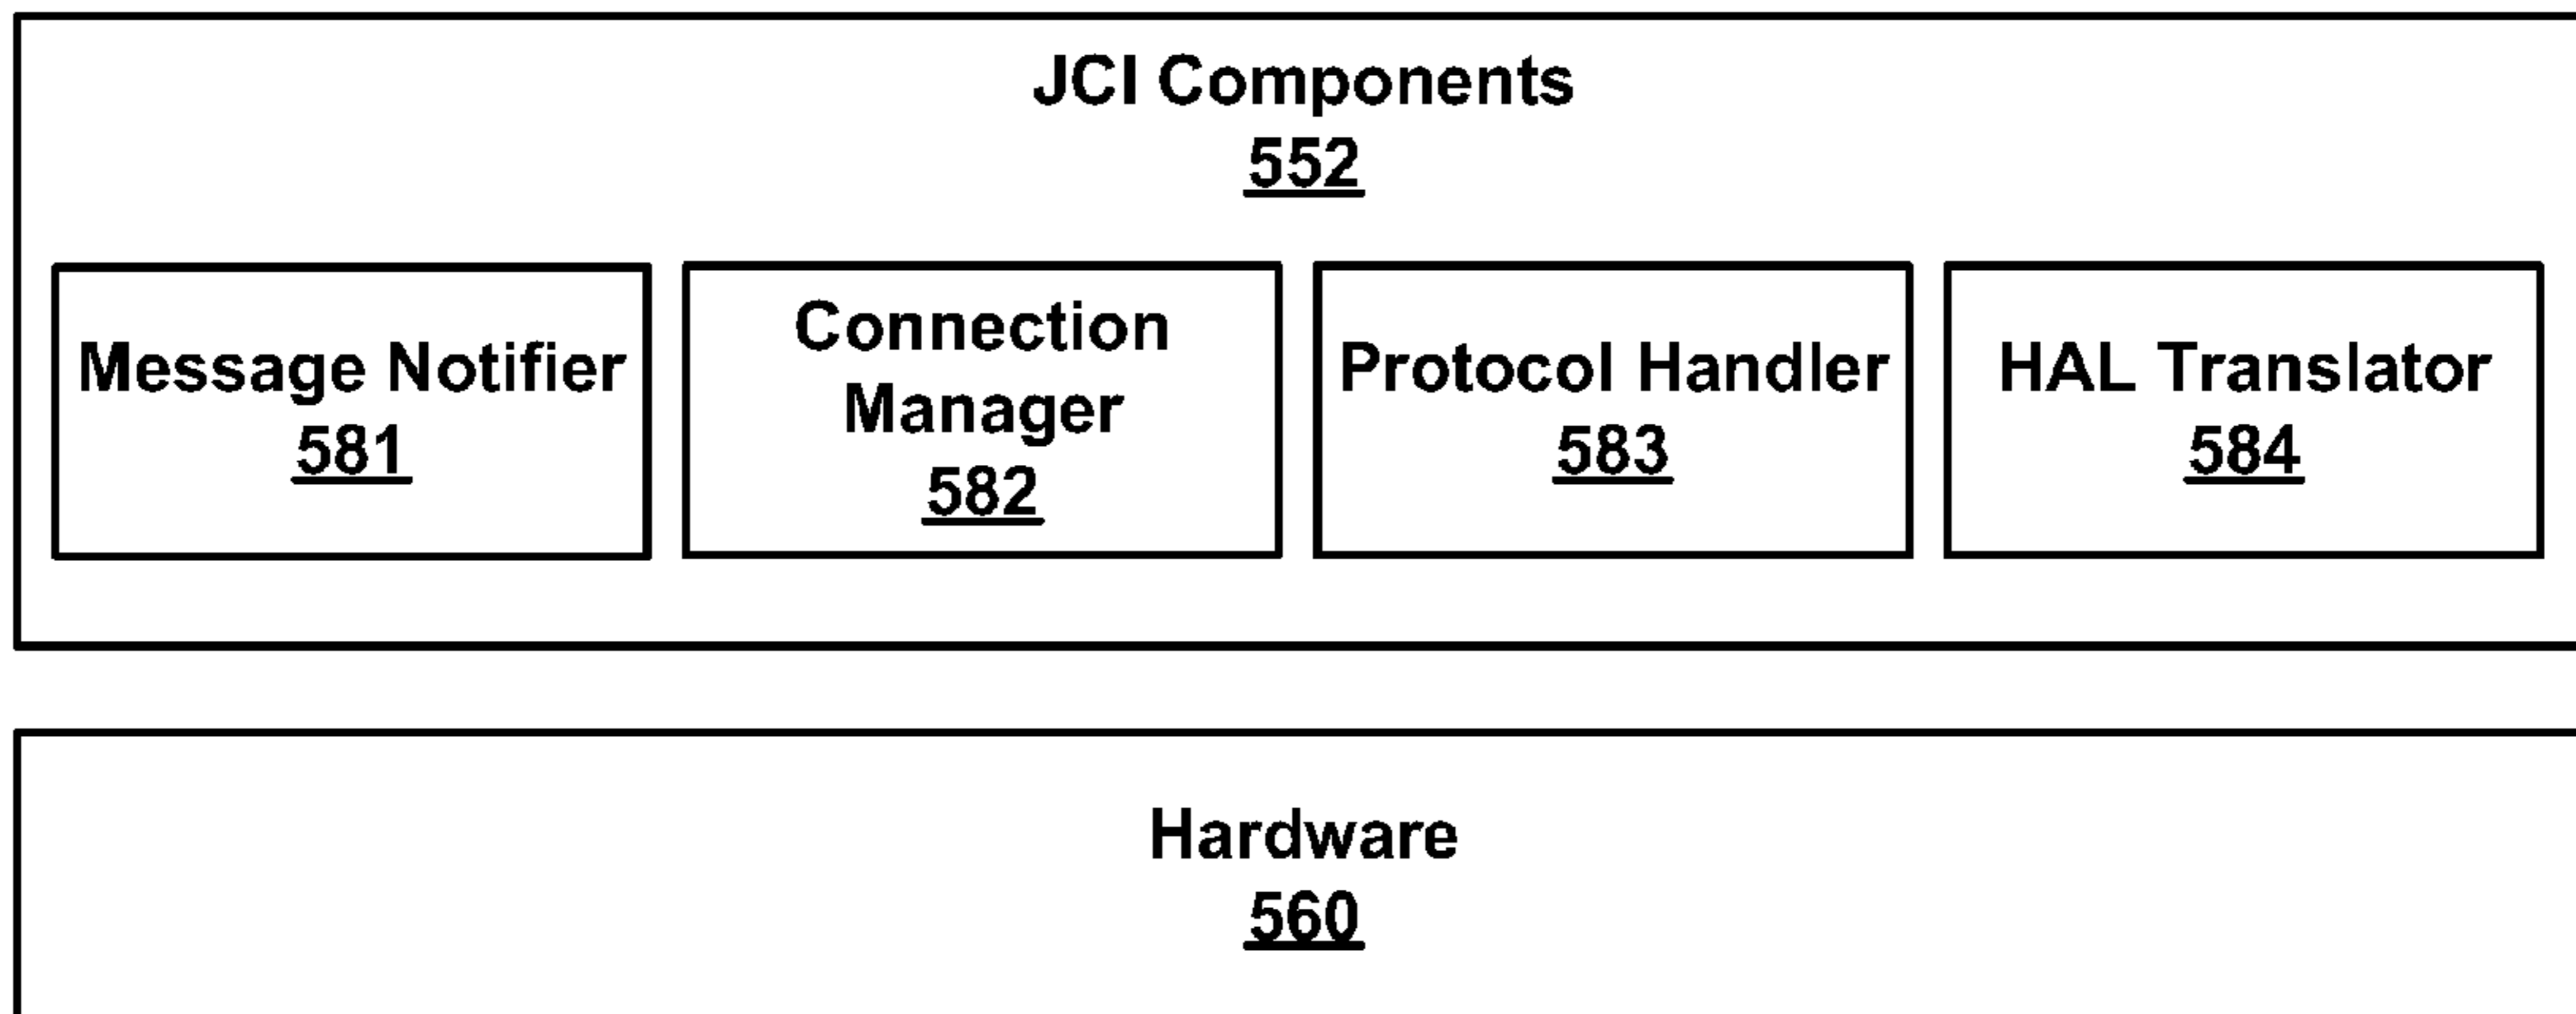 JCI Components
552
Message Notifier
581
Connection
Manager
582
Protocol Handler
583
HAL Translator
584
Hardware
560